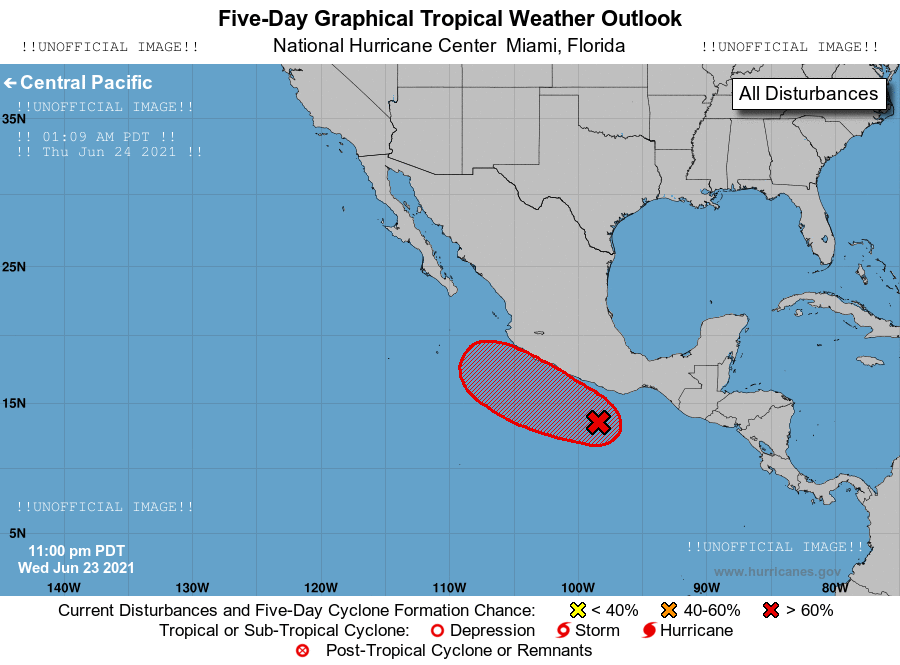 Five-Day Graphical Tropical Weather Outlook
!!UNOFFICIAL IMAGE!! National Hurricane Center Miami, Florida !!UNOFFICIAL IMAGE!!
← Central Pacific
All Disturbances
!!UNOFFICIAL IMAGE!!
35N
!! 01:09 AM PDT !!
!! Thu Jun 24 2021 !!
25N
15N
!!UNOFFICIAL IMAGE!!
5N
!!UNOFFICIAL IMAGE!!
11:00 pm PDT
Wed Jun 23 2021
www.hurricanes.gov
140W 130W 120W 110W 100W 90W 80W
Current Disturbances and Five-Day Cyclone Formation Chance: < 40% 40-60% > 60%
Tropical or Sub-Tropical Cyclone: Depression Storm Hurricane
Post-Tropical Cyclone or Remnants